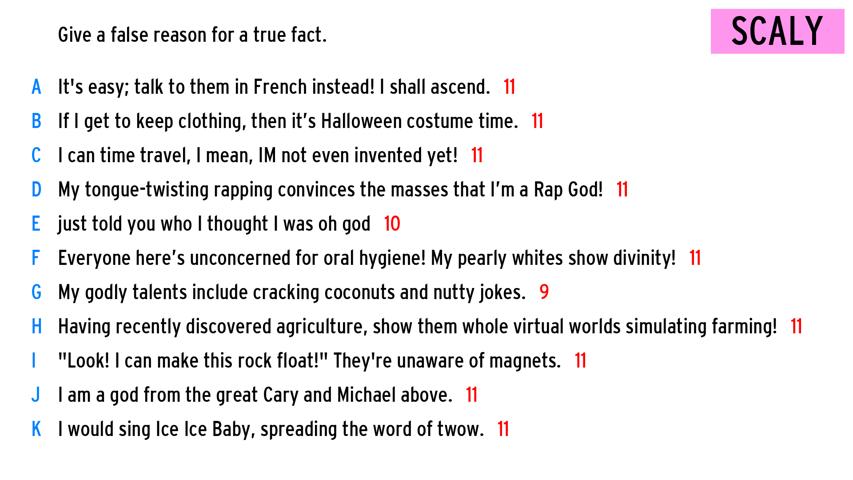 Give a false reason for a true fact.
SCALY
A It's easy; talk to them in French instead! I shall ascend. 11
B If I get to keep clothing, then it’s Halloween costume time. 11
C I can time travel, I mean, IM not even invented yet! 11
D My tongue-twisting rapping convinces the masses that I’m a Rap God! 11
E just told you who I thought I was oh god 10
F Everyone here’s unconcerned for oral hygiene! My pearly whites show divinity! 11
G My godly talents include cracking coconuts and nutty jokes. 9
H Having recently discovered agriculture, show them whole virtual worlds simulating farming! 11
I "Look! I can make this rock float!" They're unaware of magnets. 11
J I am a god from the great Cary and Michael above. 11
K I would sing Ice Ice Baby, spreading the word of twow. 11